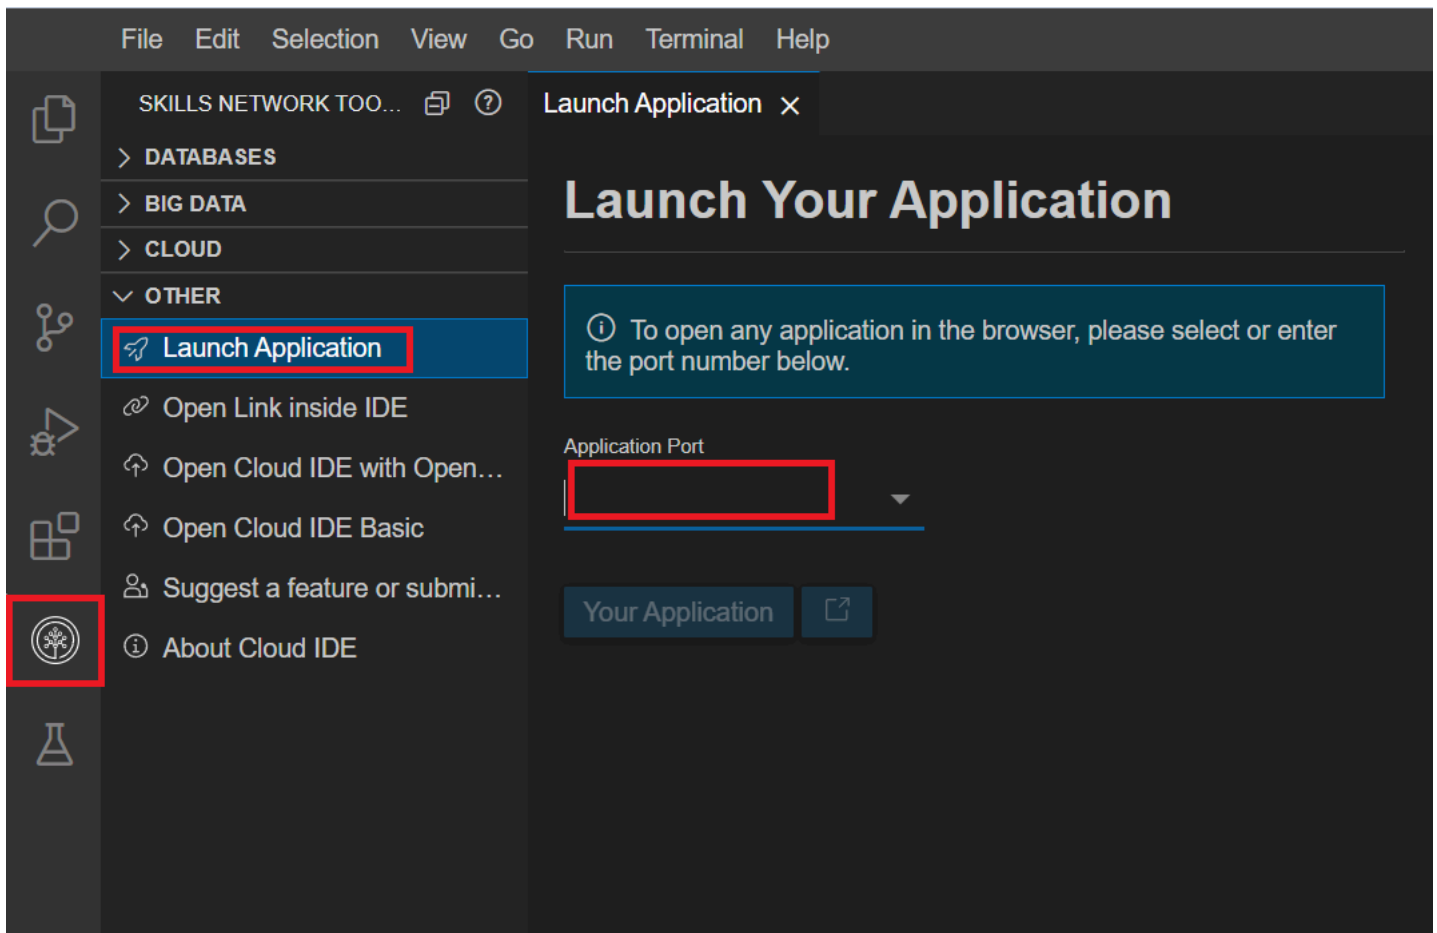 File Edit Selection View Go Run Terminal Help
SKILLS NETWORK TOO...
Launch Application
DATABASES
BIG DATA
CLOUD
OTHER
Launch Application
Open Link inside IDE
Open Cloud IDE with Open...
Open Cloud IDE Basic
Suggest a feature or submi...
About Cloud IDE
Launch Your Application
To open any application in the browser, please select or enter
the port number below.
Application Port
Your Application